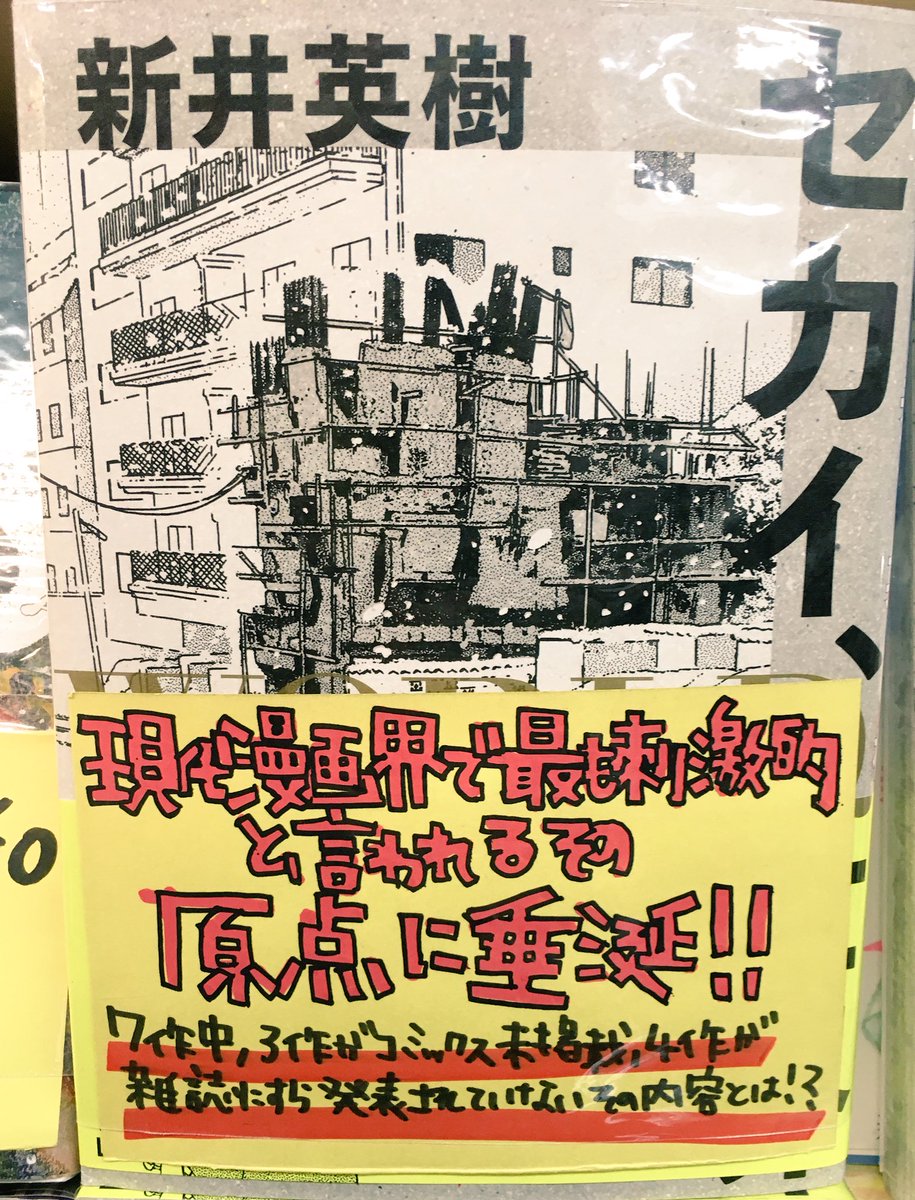 新井英樹
セカイ、
WORLD
現代漫画界で最も刺激的
と言われるその
原点に垂涎!!
7作中,3作がコミックス未掲載,4作が
雑誌にすら発表されていないその内容とは!?